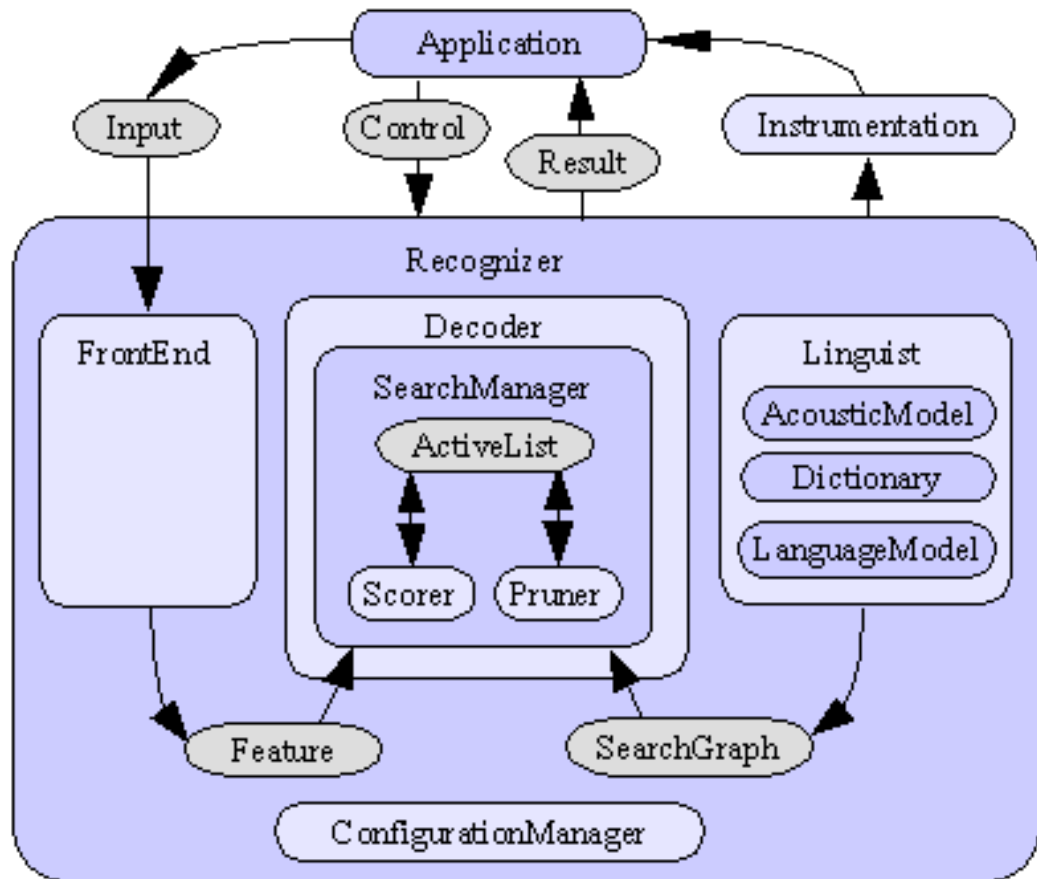 Application
Input
Control
Result
Instrumentation
Recognizer
FrontEnd
Decoder
SearchManager
ActiveList
Scorer
Pruner
Linguist
AcousticModel
Dictionary
LanguageModel
Feature
SearchGraph
ConfigurationManager